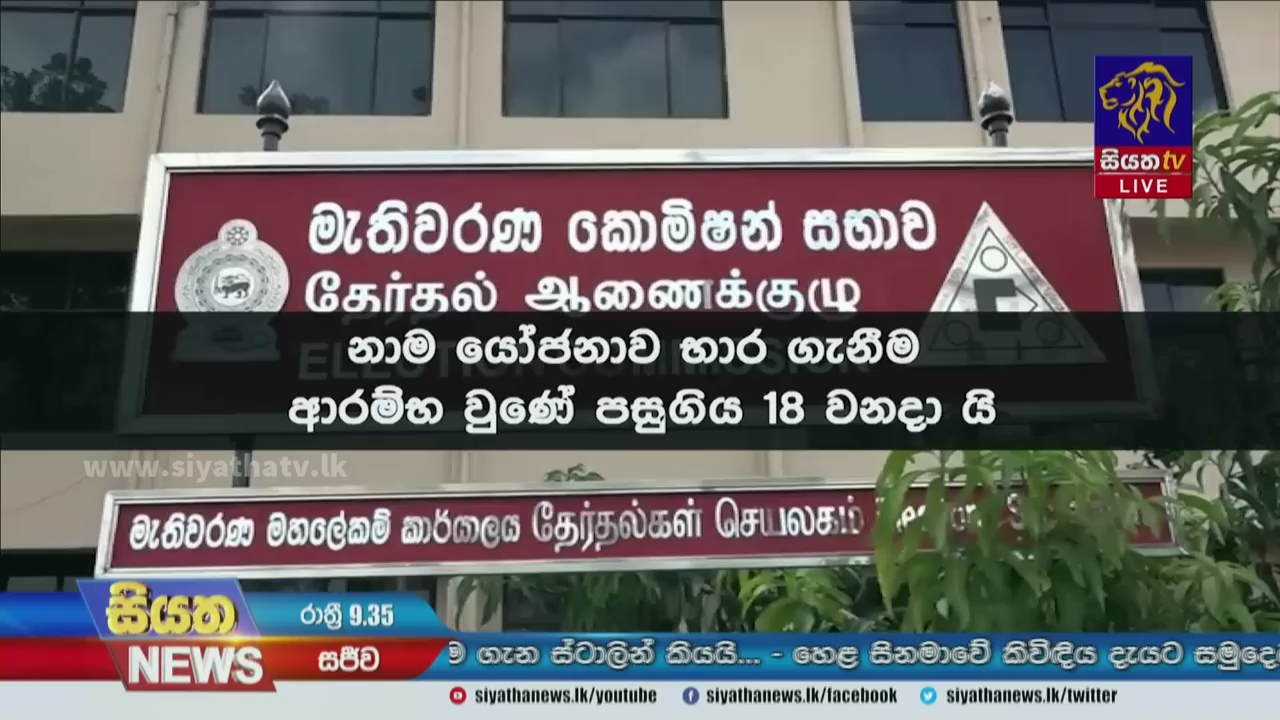 සියත tv
LIVE
මැතිවරණ කොමිෂන් සභාව
தேர்தல் ஆணைக்குழு
ELECTION COMMISSION
නාම යෝජනාව භාර ගැනීම
ආරම්භ වුණේ පසුගිය 18 වනදා යි
www.siyathatv.lk
මැතිවරණ මහලේකම් කාර්යාලය தேர்தல்கள் செயலகம்
සියත
NEWS
රාත්‍රී 9.35
සජීව
ම ගැන ස්ටාලින් කියයි... - හෙළ සිනමාවේ කිවිඳිය දැයට සමුදෙ
siyathanews.lk/youtube siyathanews.lk/facebook siyathanews.lk/twitter